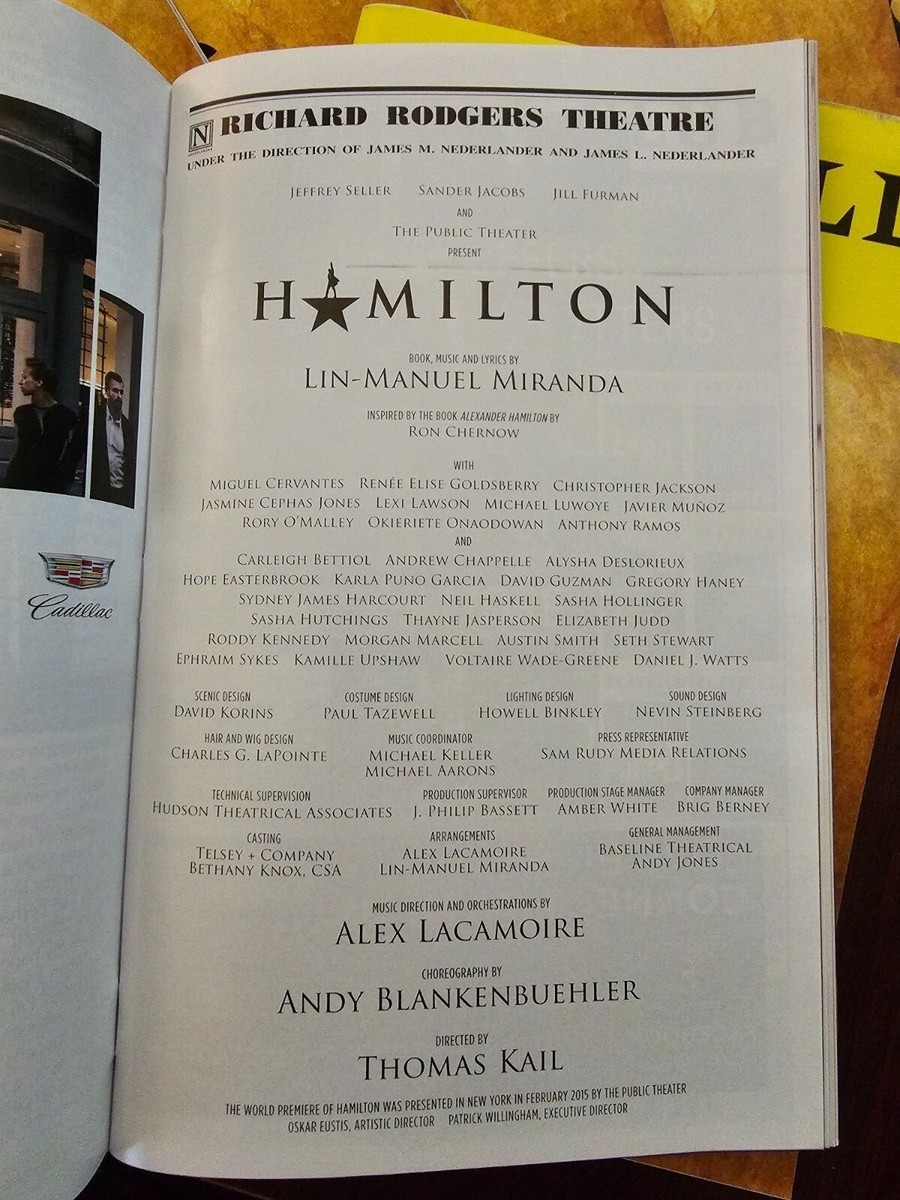 Cadillac
N
RICHARD RODGERS THEATRE
UNDER THE DIRECTION OF JAMES M. NEDERLANDER AND JAMES L. NEDERLANDER
JEFFREY SELLER SANDER JACOBS JILL FURMAN
AND
THE PUBLIC THEATER
PRESENT
HAMILTON
BOOK, MUSIC AND LYRICS BY
LIN-MANUEL MIRANDA
INSPIRED BY THE BOOK ALEXANDER HAMILTON BY
RON CHERNOW
WITH
MIGUEL CERVANTES RENÉE ELISE GOLDSBERRY CHRISTOPHER JACKSON
JASMINE CEPHAS JONES LEXI LAWSON MICHAEL LUWOYE JAVIER MUÑOZ
RORY O'MALLEY OKIERIETE ONAODOWAN ANTHONY RAMOS
AND
CARLEIGH BETTIOL ANDREW CHAPPELLE ALYSHA DESLORIEUX
HOPE EASTERBROOK KARLA PUNO GARCIA DAVID GUZMAN GREGORY HANEY
SYDNEY JAMES HARCOURT NEIL HASKELL SASHA HOLLINGER
SASHA HUTCHINGS THAYNE JASPERSON ELIZABETH JUDD
RODDY KENNEDY MORGAN MARCELL AUSTIN SMITH SETH STEWART
EPHRAIM SYKES KAMILLE UPSHAW VOLTAIRE WADE-GREENE DANIEL J. WATTS
SCENIC DESIGN COSTUME DESIGN LIGHTING DESIGN SOUND DESIGN
DAVID KORINS PAUL TAZEWELL HOWELL BINKLEY NEVIN STEINBERG
HAIR AND WIG DESIGN MUSIC COORDINATOR PRESS REPRESENTATIVE
CHARLES G. LAPOINTE MICHAEL KELLER SAM RUDY MEDIA RELATIONS
MICHAEL AARONS
TECHNICAL SUPERVISION PRODUCTION SUPERVISOR PRODUCTION STAGE MANAGER COMPANY MANAGER
HUDSON THEATRICAL ASSOCIATES J. PHILIP BASSETT AMBER WHITE BRIG BERNEY
CASTING ARRANGEMENTS GENERAL MANAGEMENT
TELSEY + COMPANY ALEX LACAMOIRE BASELINE THEATRICAL
BETHANY KNOX, CSA LIN-MANUEL MIRANDA ANDY JONES
MUSIC DIRECTION AND ORCHESTRATIONS BY
ALEX LACAMOIRE
CHOREOGRAPHY BY
ANDY BLANKENBUEHLER
DIRECTED BY
THOMAS KAIL
THE WORLD PREMIERE OF HAMILTON WAS PRESENTED IN NEW YORK IN FEBRUARY 2015 BY THE PUBLIC THEATER
OSKAR EUSTIS, ARTISTIC DIRECTOR PATRICK WILLINGHAM, EXECUTIVE DIRECTOR